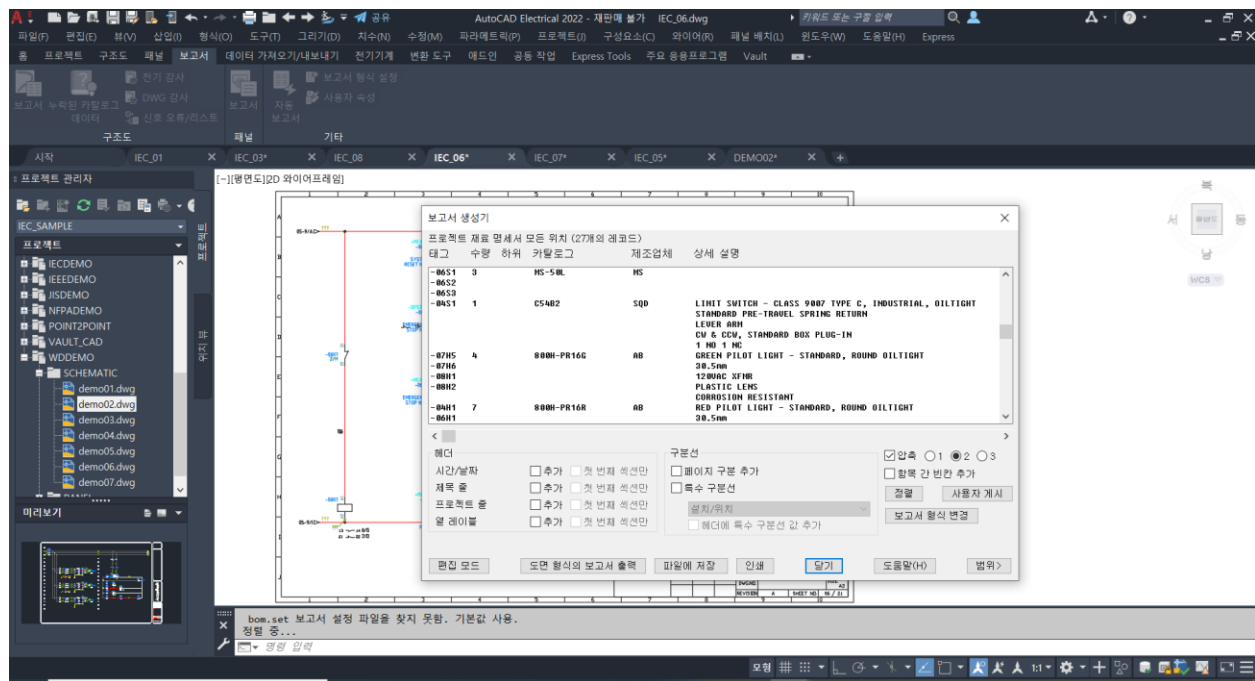 AutoCAD Electrical 2022 - 재판매 불가 IEC_06.dwg
키워드 또는 구절 입력
공유
파일(F) 편집(E) 뷰(V) 삽입(I) 형식(O) 도구(T) 그리기(D) 치수(N) 수정(M) 파라메트릭(P) 프로젝트(J) 구성요소(C) 와이어(R) 패널 배치(L) 윈도우(W) 도움말(H) Express
홈 프로젝트 구조도 패널 보고서 데이터 가져오기/내보내기 전기기계 변환 도구 애드인 공동 작업 Express Tools 주요 응용프로그램 Vault
전기 감사
DWG 감사
신호 오류/리스트
보고서 누락된 카탈로그 데이터
보고서
자동 보고서
보고서 형식 설정
사용자 속성
구조도 패널 기타
시작 IEC_01 IEC_03* IEC_08 IEC_06* IEC_07* IEC_05* DEMO02*
프로젝트 관리자
[-][평면도][2D 와이어프레임]
IEC_SAMPLE
프로젝트
IECDEMO
IEEEDEMO
JISDEMO
NFPADEMO
POINT2POINT
VAULT_CAD
WDDEMO
SCHEMATIC
demo01.dwg
demo02.dwg
demo03.dwg
demo04.dwg
demo05.dwg
demo06.dwg
demo07.dwg
프로젝트
위치 뷰
미리보기
북
서
동
남
WCS
보고서 생성기
프로젝트 재료 명세서 모든 위치 (27개의 레코드)
태그 수량 하위 카탈로그 제조업체 상세 설명
-06S1 3 HS-50L HS
-06S2
-06S3
-04S1 1 C54B2 SQD LIMIT SWITCH - CLASS 9007 TYPE C, INDUSTRIAL, OILTIGHT
STANDARD PRE-TRAVEL SPRING RETURN
LEVER ARM
CW & CCW, STANDARD BOX PLUG-IN
1 NO 1 NC
-07H5 4 800H-PR16G AB GREEN PILOT LIGHT - STANDARD, ROUND OILTIGHT
-07H6 30.5mm
-08H1 120VAC XFMR
-08H2 PLASTIC LENS
CORROSION RESISTANT
-04H1 7 800H-PR16R AB RED PILOT LIGHT - STANDARD, ROUND OILTIGHT
-06H1 30.5mm
헤더
시간/날짜 추가 첫 번째 섹션만
제목 줄 추가 첫 번째 섹션만
프로젝트 줄 추가 첫 번째 섹션만
열 레이블 추가 첫 번째 섹션만
구분선
페이지 구분 추가
특수 구분선
설치/위치
헤더에 특수 구분선 값 추가
압축 1 2 3
항목 간 빈칸 추가
정렬 사용자 게시
보고서 형식 변경
편집 모드 도면 형식의 보고서 출력 파일에 저장 인쇄 닫기 도움말(H) 범위>
bom.set 보고서 설정 파일을 찾지 못함. 기본값 사용.
정렬 중...
명령 입력
모형 1:1